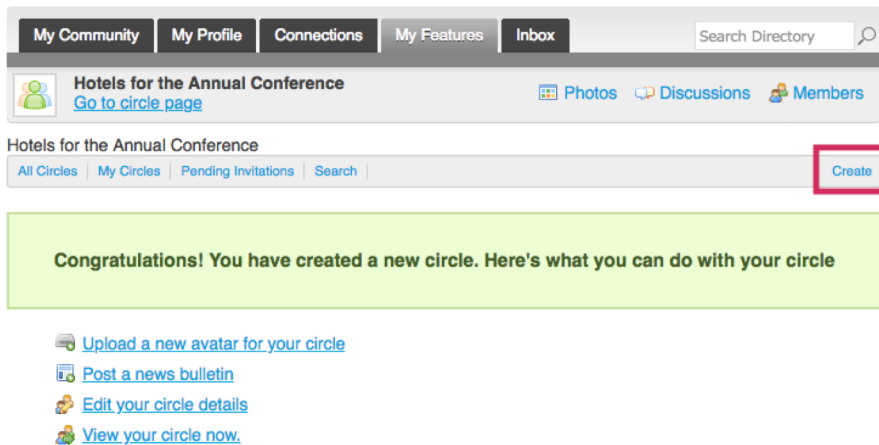 My Community My Profile Connections My Features Inbox Search Directory
Hotels for the Annual Conference
Go to circle page
Photos Discussions Members
Hotels for the Annual Conference
All Circles My Circles Pending Invitations Search Create
Congratulations! You have created a new circle. Here's what you can do with your circle
Upload a new avatar for your circle
Post a news bulletin
Edit your circle details
View your circle now.